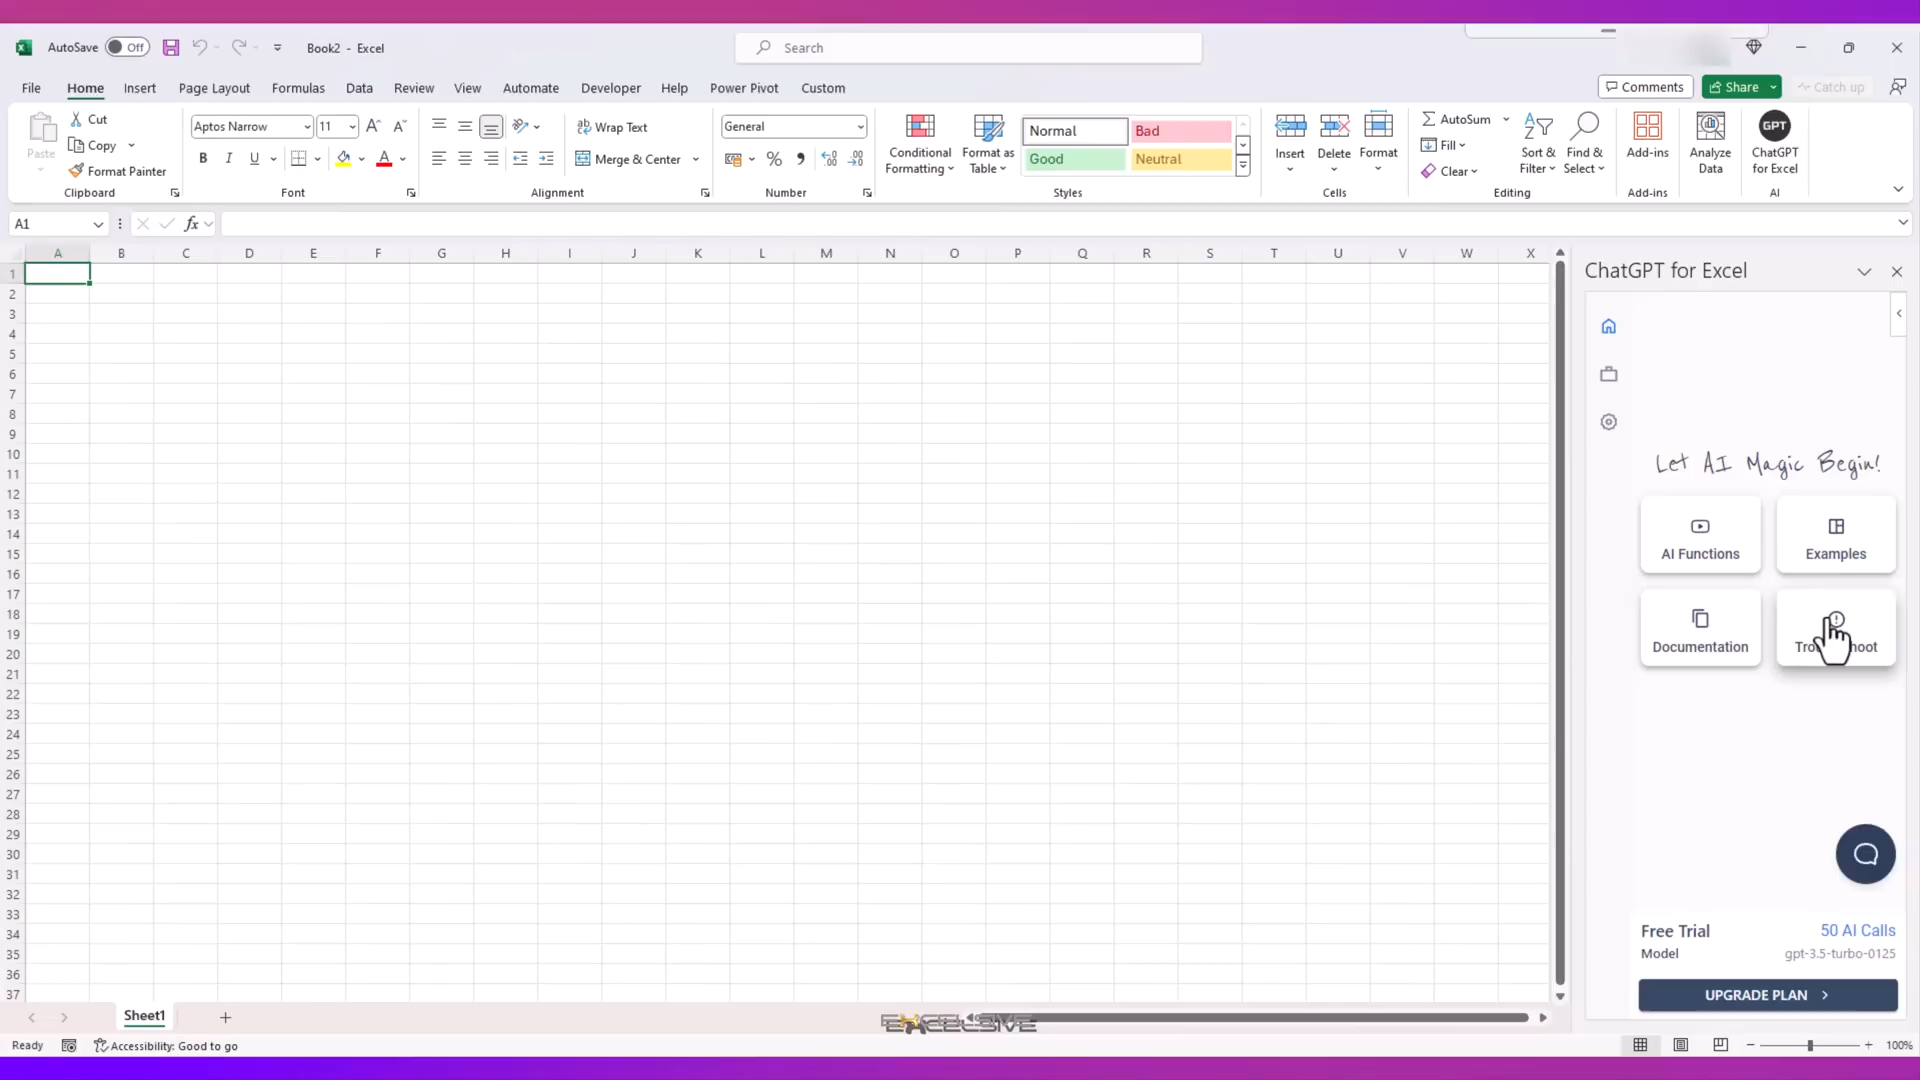 AutoSave Off Book2 - Excel Search
File Home Insert Page Layout Formulas Data Review View Automate Developer Help Power Pivot Custom Comments Share Catch up
Paste Cut Copy Format Painter Clipboard
Aptos Narrow 11 B I U A Font
Wrap Text Merge & Center Alignment
General % Number
Conditional Formatting Format as Table Normal Bad Good Neutral Styles
Insert Delete Format Cells
AutoSum Fill Clear Sort & Filter Find & Select Editing
Add-ins Add-ins
Analyze Data
GPT ChatGPT for Excel AI
A1 fx
A B C D E F G H I J K L M N O P Q R S T U V W X
1
2
3
4
5
6
7
8
9
10
11
12
13
14
15
16
17
18
19
20
21
22
23
24
25
26
27
28
29
30
31
32
33
34
35
36
37
ChatGPT for Excel
Let AI Magic Begin!
AI Functions Examples
Documentation
Free Trial 50 AI Calls
Model gpt-3.5-turbo-0125
UPGRADE PLAN
Sheet1
Ready Accessibility: Good to go 100%